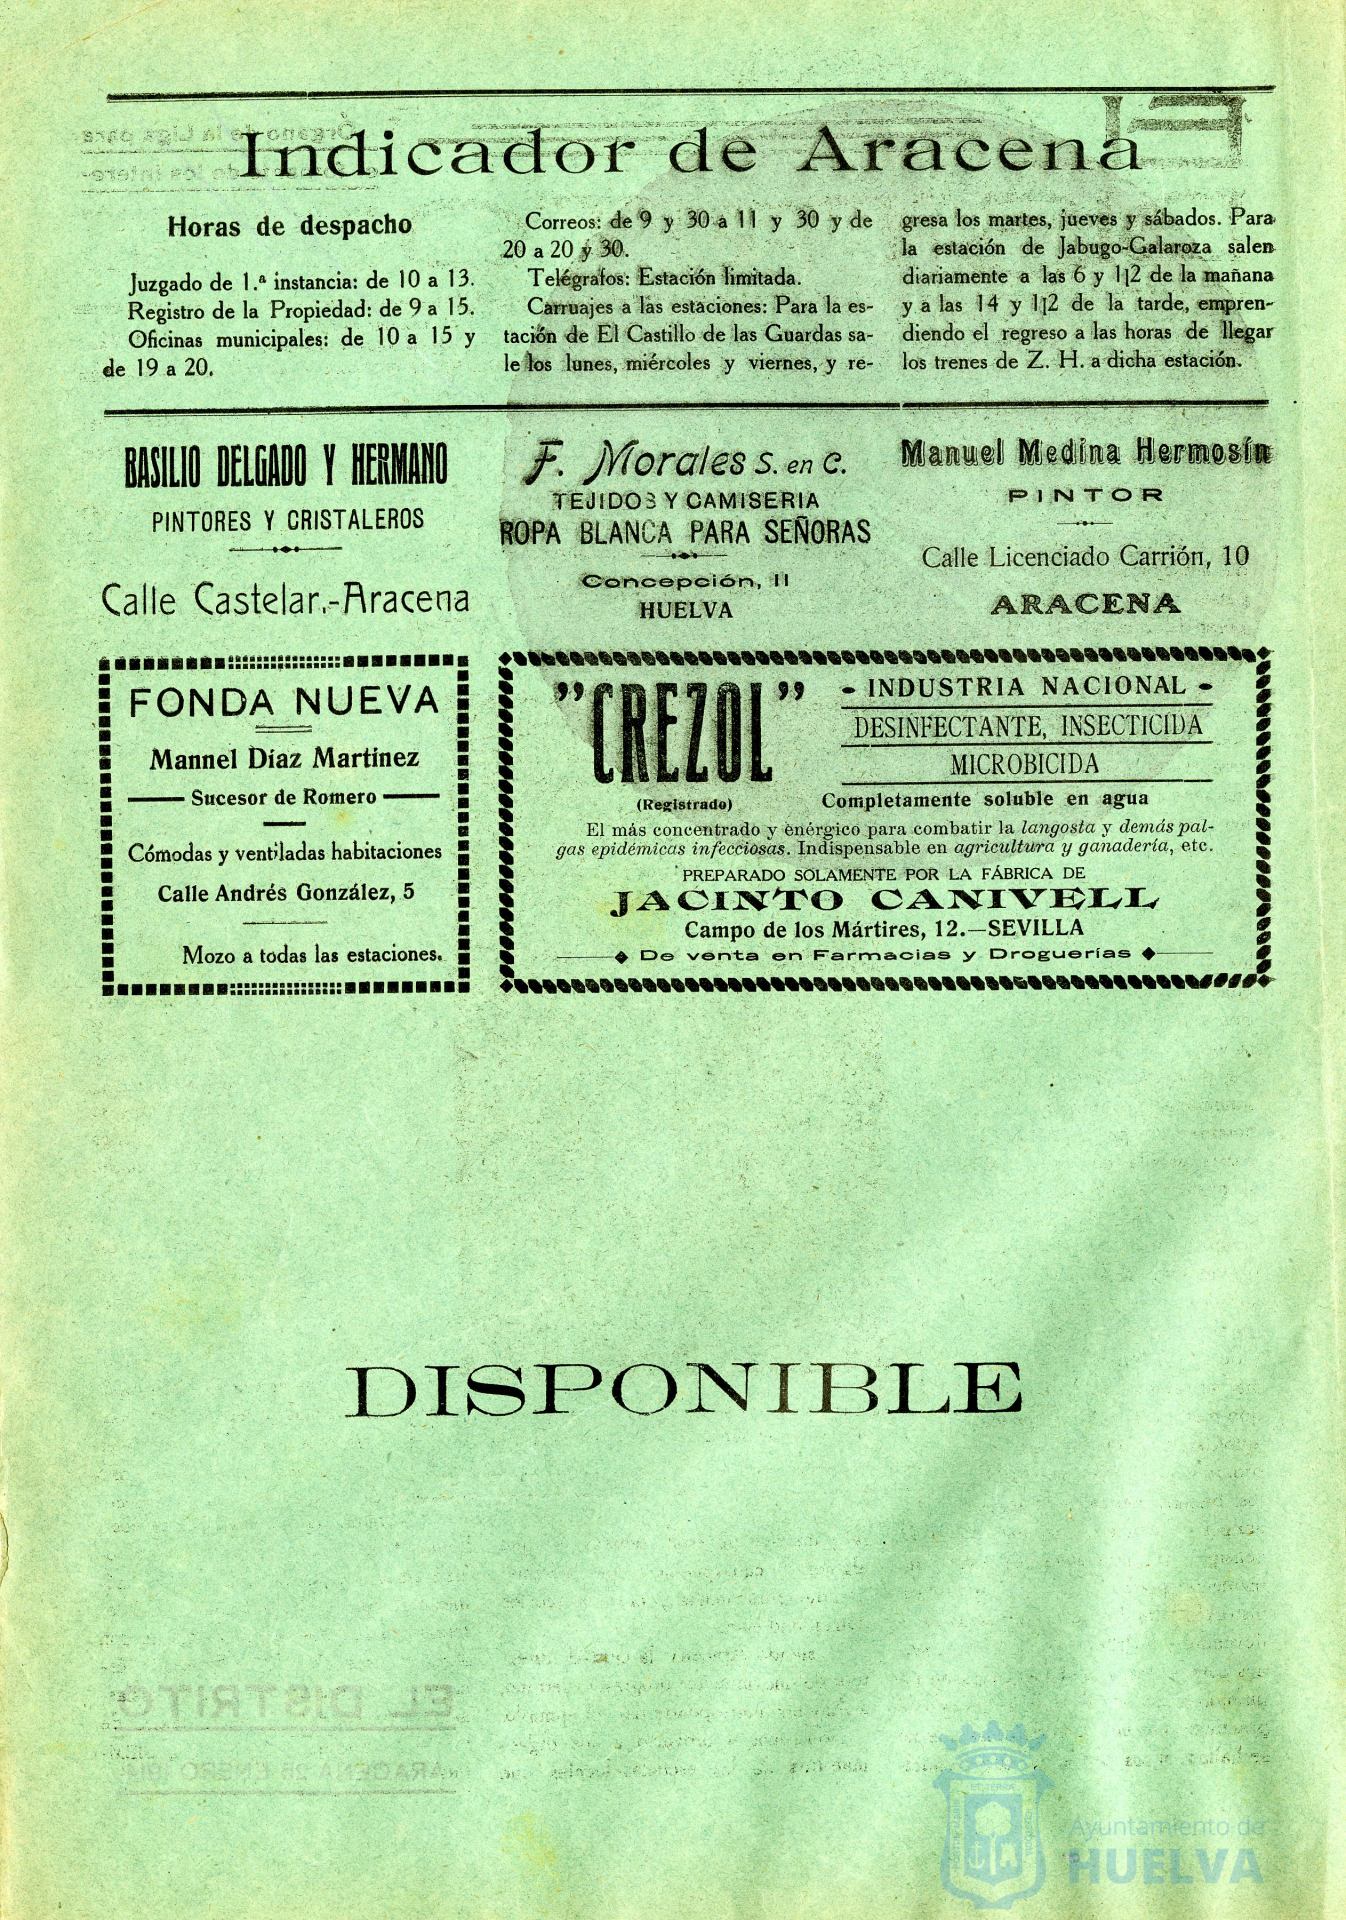 Indicador de Aracena
Horas de despacho
Juzgado de 1.ª instancia: de 10 a 13.
Registro de la Propiedad: de 9 a 15.
Oficinas municipales: de 10 a 15 y
de 19 a 20.
Correos: de 9 y 30 a 11 y 30 y de
20 a 20 y 30.
Telégrafos: Estación limitada.
Carruajes a las estaciones: Para la es-
tación de El Castillo de las Guardas sa-
le los lunes, miércoles y viernes, y re-
gresa los martes, jueves y sábados. Para
la estación de Jabugo-Galaroza salen
diariamente a las 6 y 1|2 de la mañana
y a las 14 y 1|2 de la tarde, empren-
diendo el regreso a las horas de llegar
los trenes de Z. H. a dicha estación.
BASILIO DELGADO Y HERMANO
PINTORES Y CRISTALEROS
Calle Castelar.-Aracena
F. Morales S. en C.
TEJIDOS Y CAMISERIA
ROPA BLANCA PARA SEÑORAS
Concepción, 11
HUELVA
Manuel Medina Hermosín
PINTOR
Calle Licenciado Carrión, 10
ARACENA
FONDA NUEVA
Mannel Díaz Martinez
Sucesor de Romero
Cómodas y ventiladas habitaciones
Calle Andrés González, 5
Mozo a todas las estaciones.
"CREZOL"
(Registrado)
- INDUSTRIA NACIONAL -
DESINFECTANTE, INSECTICIDA
MICROBICIDA
Completamente soluble en agua
El más concentrado y enérgico para combatir la langosta y demás pal-
gas epidémicas infecciosas. Indispensable en agricultura y ganadería, etc.
PREPARADO SOLAMENTE POR LA FÁBRICA DE
JACINTO CANIVELL
Campo de los Mártires, 12.—SEVILLA
De venta en Farmacias y Droguerías
DISPONIBLE
EL DISTRITO
Ayuntamiento de
HUELVA